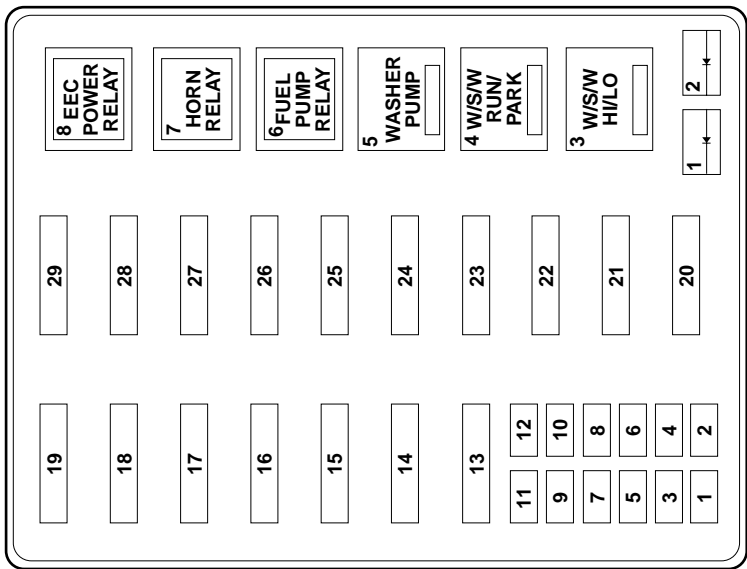 19
29
8 EEC
POWER
RELAY
18
28
17
27
7
HORN
RELAY
16
26
6 FUEL
PUMP
RELAY
15
25
14
24
5
WASHER
PUMP
13
23
4 W/S/W
RUN/
PARK
11
12
22
9
10
7
8
21
3
W/S/W
HI/LO
5
6
3
4
20
1
2
1
2